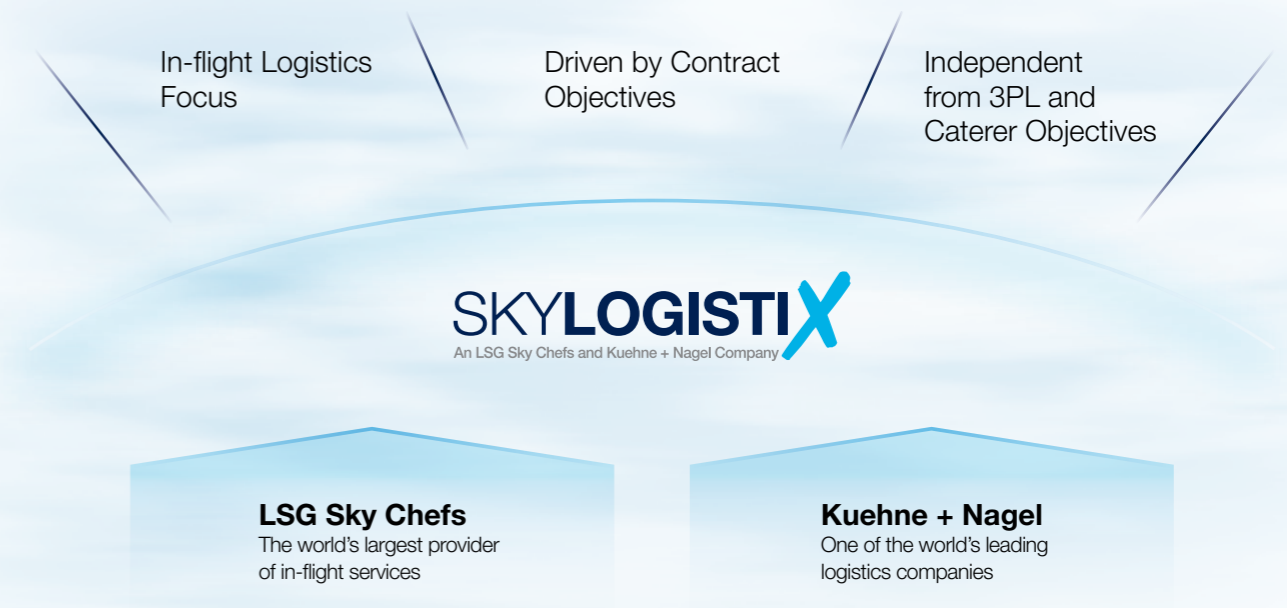 In-flight Logistics
Focus
Driven by Contract
Objectives
Independent
from 3PL and
Caterer Objectives
SKYLOGISTIX
An LSG Sky Chefs and Kuehne + Nagel Company
LSG Sky Chefs
The world's largest provider
of in-flight services
Kuehne + Nagel
One of the world's leading
logistics companies